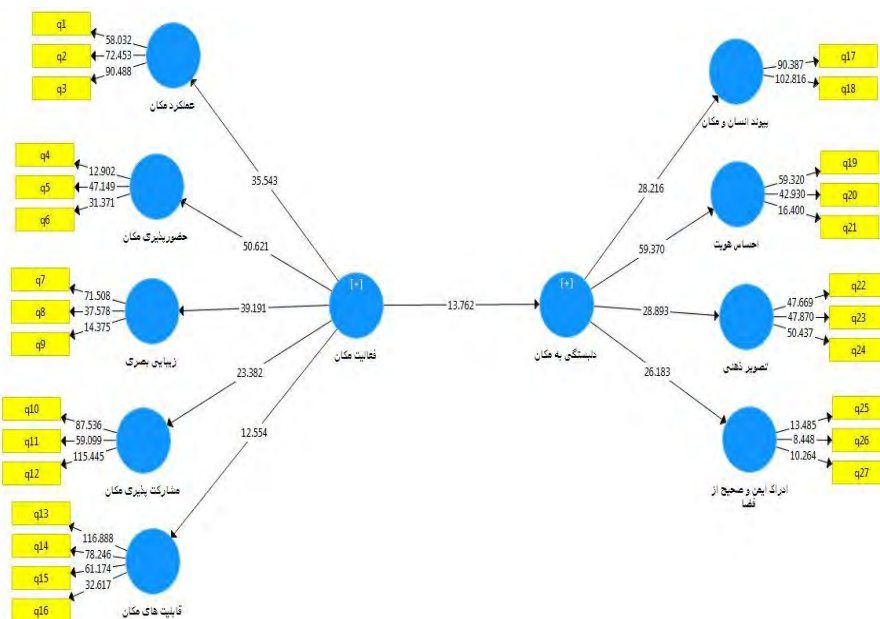 q1
58.032
q2
72.453
q3
90.488
عملکرد مکان
q4
12.902
q5
47.149
q6
31.371
حضورپذیری مکان
q7
71.508
q8
37.578
q9
14.375
زیبایی بصری
q10
87.536
q11
59.099
q12
115.445
مشارکت پذیری مکان
q13
116.888
q14
78.246
q15
61.174
q16
32.617
قابلیت های مکان
35.543
50.621
39.191
23.382
12.554
[+]
فعالیت مکان
13.762
[+]
دلبستگی به مکان
28.216
59.370
28.893
26.183
پیوند انسان و مکان
90.387
q17
102.816
q18
احساس هویت
59.320
q19
42.930
q20
16.400
q21
تصویر ذهنی
47.669
q22
47.870
q23
50.437
q24
ادراک ایمن و صحیح از
فضا
13.485
q25
8.448
q26
10.264
q27